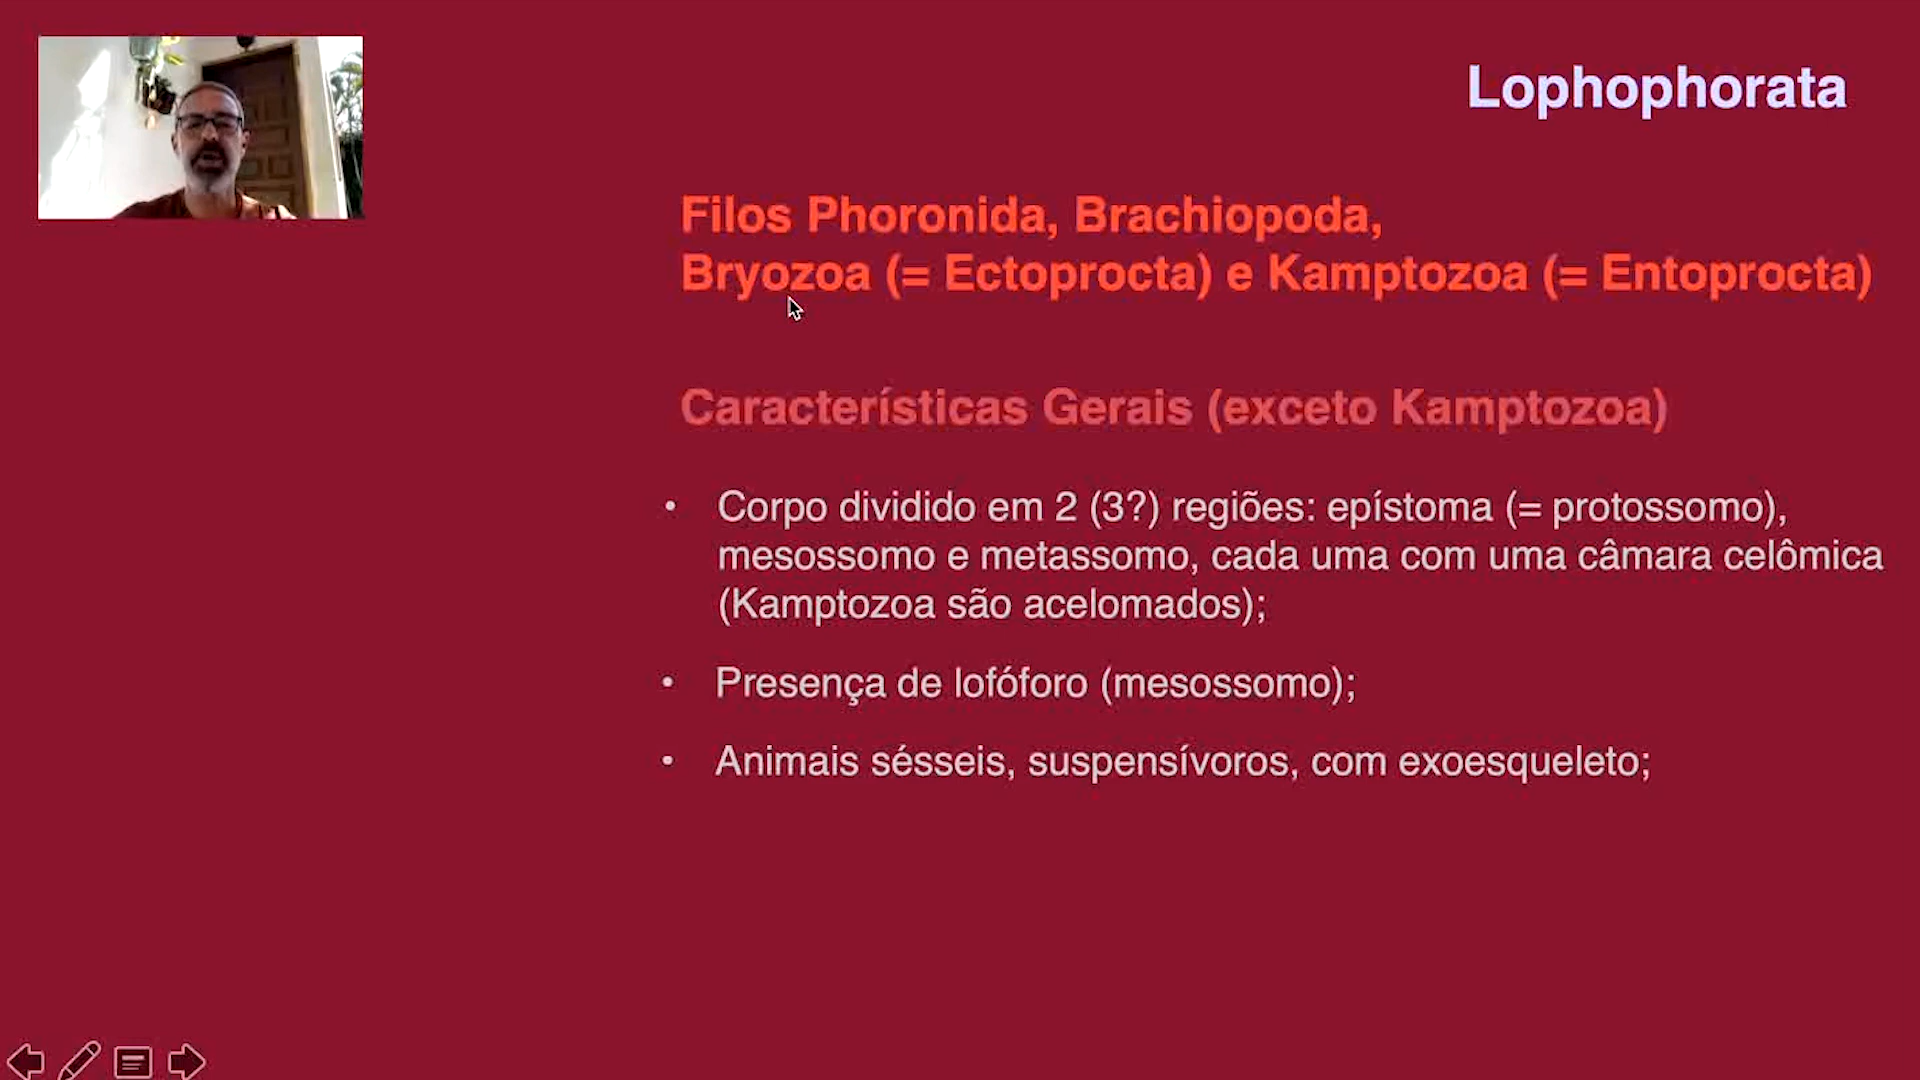 Lophophorata
Filos Phoronida, Brachiopoda,
Bryozoa (= Ectoprocta) e Kamptozoa (= Entoprocta)
Características Gerais (exceto Kamptozoa)
• Corpo dividido em 2 (3?) regiões: epístoma (= protossomo),
mesossomo e metassomo, cada uma com uma câmara celômica
(Kamptozoa são acelomados);
• Presença de lofóforo (mesossomo);
• Animais sésseis, suspensívoros, com exoesqueleto;